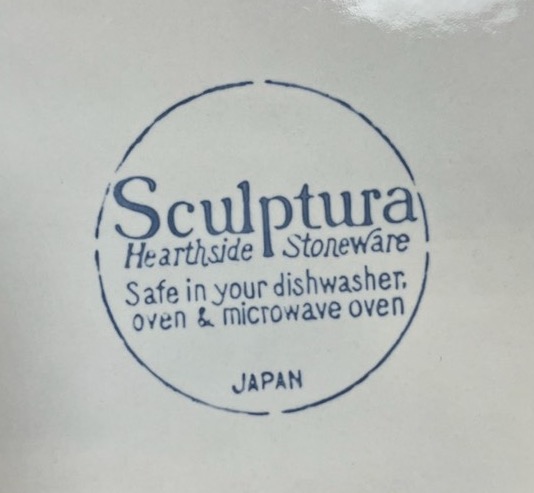 Sculptura
Hearthside Stoneware
Safe in your dishwasher,
oven & microwave oven
JAPAN